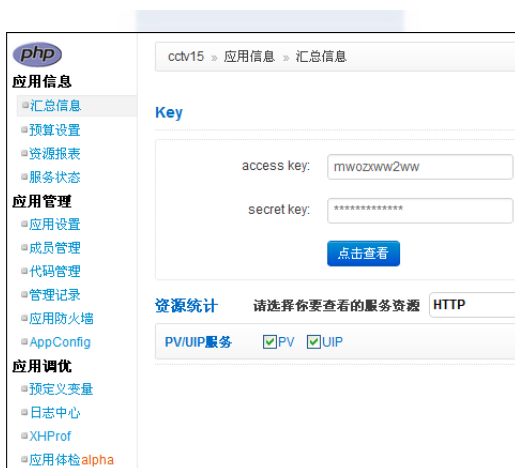 php
应用信息
汇总信息
预算设置
资源报表
服务状态
应用管理
应用设置
成员管理
代码管理
管理记录
应用防火墙
AppConfig
应用调优
预定义变量
日志中心
XHProf
应用体检alpha
cctv15 » 应用信息 » 汇总信息
Key
access key: mwozxww2ww
secret key: *************
点击查看
资源统计 请选择你要查看的服务资源 HTTP
PV/UIP服务 PV UIP